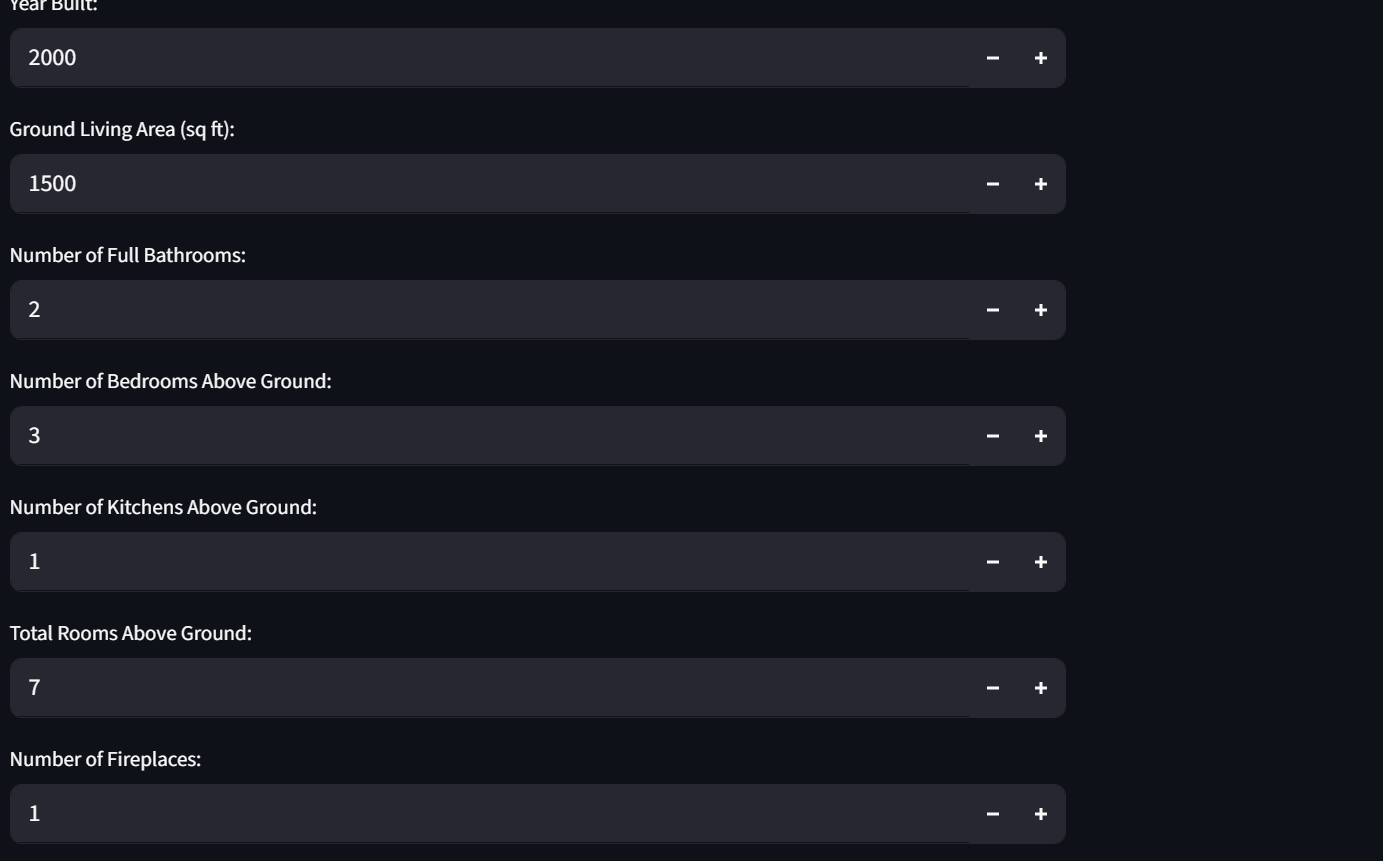 Year Built:
2000
Ground Living Area (sq ft):
1500
Number of Full Bathrooms:
2
Number of Bedrooms Above Ground:
3
Number of Kitchens Above Ground:
1
Total Rooms Above Ground:
7
Number of Fireplaces:
1